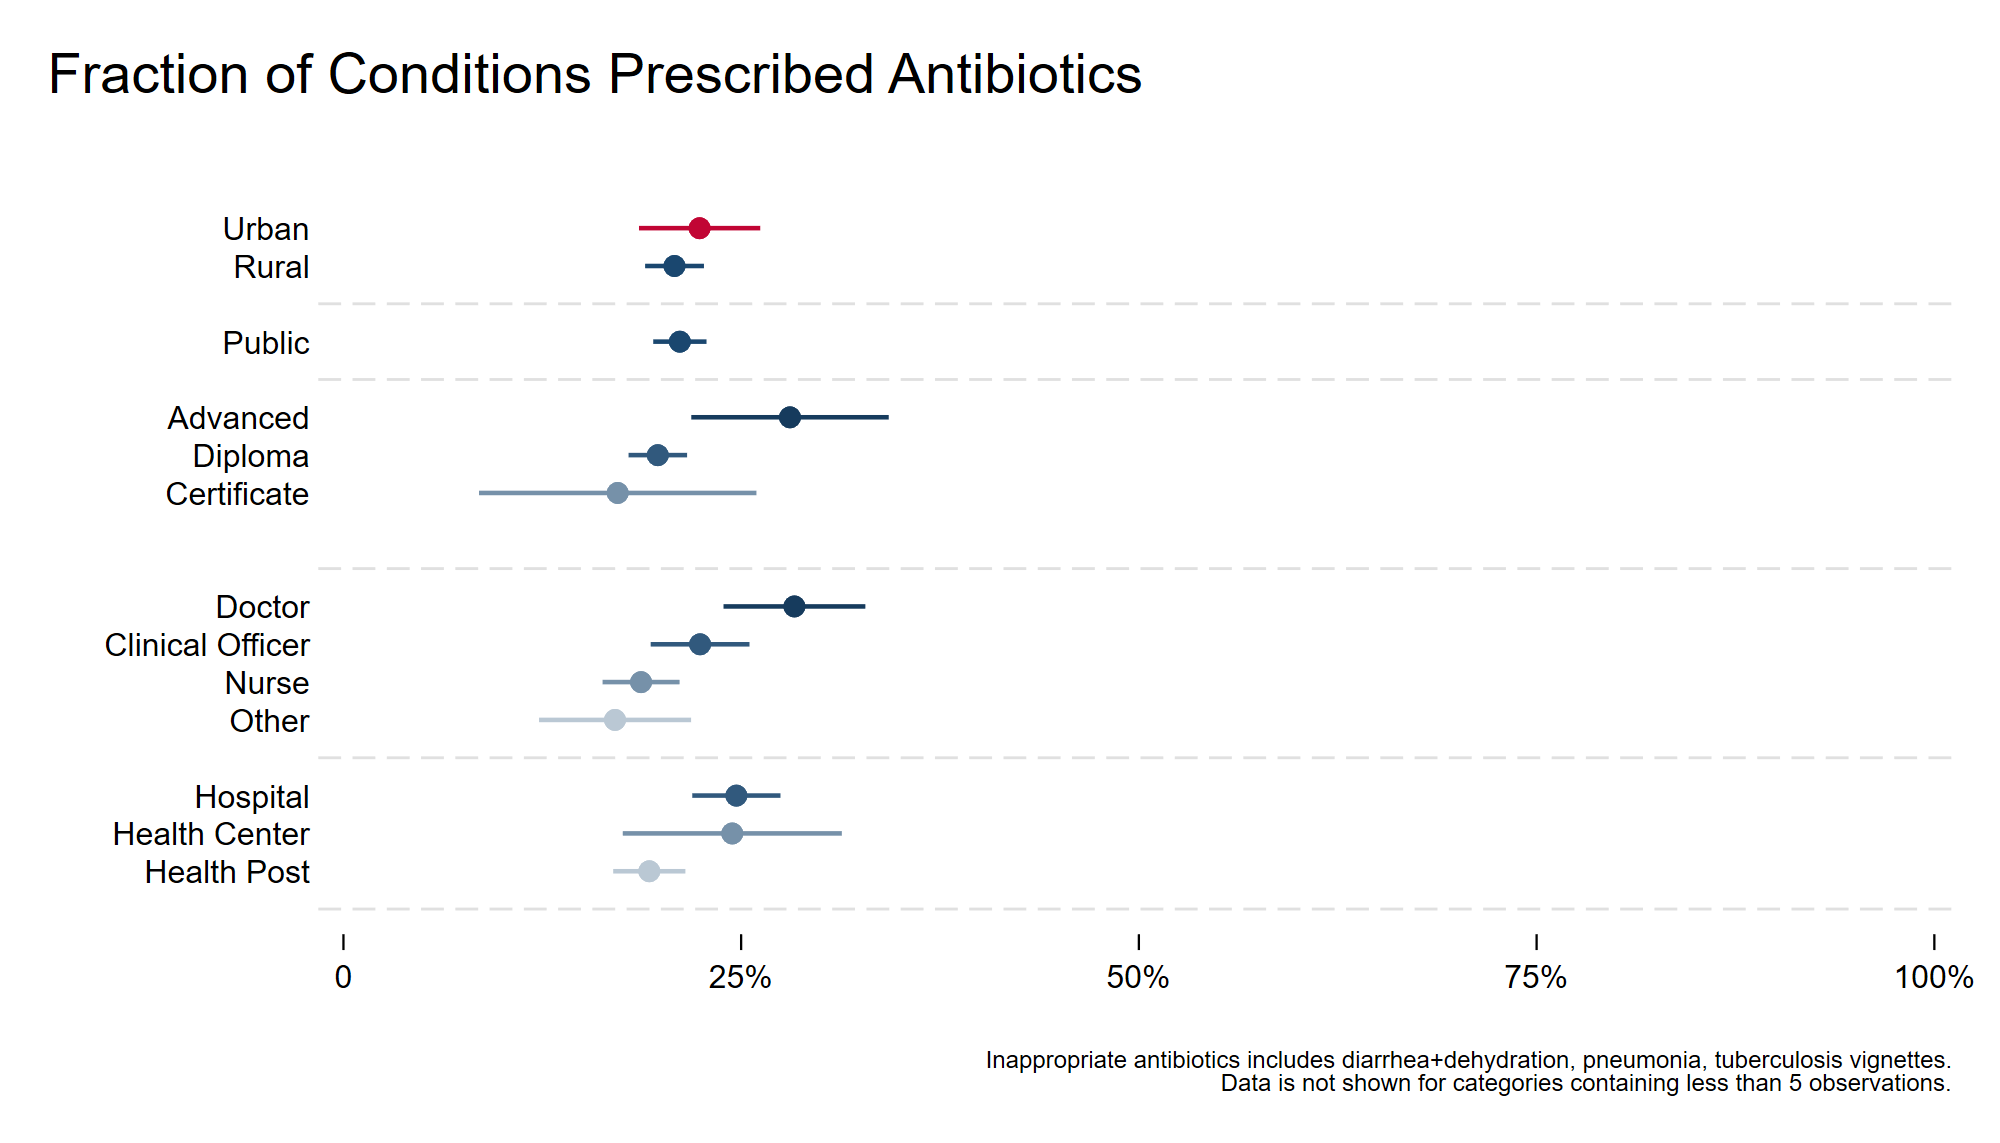 Fraction of Conditions Prescribed Antibiotics
Urban
Rural
Public
Advanced
Diploma
Certificate
Doctor
Clinical Officer
Nurse
Other
Hospital
Health Center
Health Post
0 25% 50% 75% 100%
Inappropriate antibiotics includes diarrhea+dehydration, pneumonia, tuberculosis vignettes.
Data is not shown for categories containing less than 5 observations.